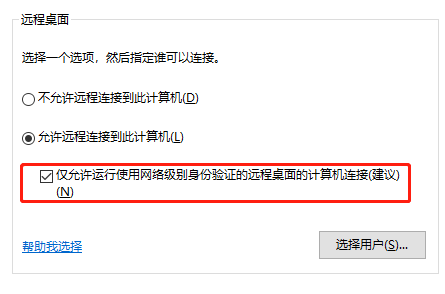 远程桌面
选择一个选项，然后指定谁可以连接。
不允许远程连接到此计算机(D)
允许远程连接到此计算机(L)
仅允许运行使用网络级别身份验证的远程桌面的计算机连接(建议)
(N)
帮助我选择
选择用户(S)...